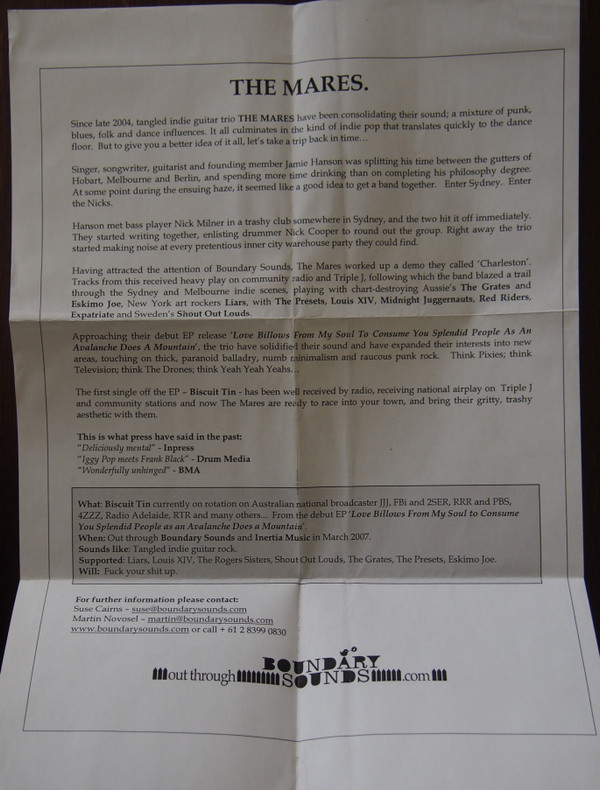 THE MARES.
Since late 2004, tangled indie guitar trio THE MARES have been consolidating their sound; a mixture of punk,
blues, folk and dance influences. It all culminates in the kind of indie pop that translates quickly to the dance
floor. But to give you a better idea of it all, let's take a trip back in time…
Singer, songwriter, guitarist and founding member Jamie Hanson was splitting his time between the gutters of
Hobart, Melbourne and Berlin, and spending more time drinking than on completing his philosophy degree.
At some point during the ensuing haze, it seemed like a good idea to get a band together. Enter Sydney. Enter
the Nicks.
Hanson met bass player Nick Milner in a trashy club somewhere in Sydney, and the two hit it off immediately.
They started writing together, enlisting drummer Nick Cooper to round out the group. Right away the trio
started making noise at every pretentious inner city warehouse party they could find.
Having attracted the attention of Boundary Sounds, The Mares worked up a demo they called 'Charleston'.
Tracks from this received heavy play on community radio and Triple J, following which the band blazed a trail
through the Sydney and Melbourne indie scenes, playing with chart-destroying Aussie's The Grates and
Eskimo Joe, New York art rockers Liars, with The Presets, Louis XIV, Midnight Juggernauts, Red Riders,
Expatriate and Sweden's Shout Out Louds.
Approaching their debut EP release 'Love Billows From My Soul To Consume You Splendid People As An
Avalanche Does A Mountain', the trio have solidified their sound and have expanded their interests into new
areas, touching on thick, paranoid balladry, numb minimalism and raucous punk rock. Think Pixies; think
Television; think The Drones; think Yeah Yeah Yeahs…
The first single off the EP – Biscuit Tin - has been well received by radio, receiving national airplay on Triple J
and community stations and now The Mares are ready to race into your town, and bring their gritty, trashy
aesthetic with them.
This is what press have said in the past:
"Deliciously mental" - Inpress
"Iggy Pop meets Frank Black" - Drum Media
"Wonderfully unhinged" - BMA
What: Biscuit Tin currently on rotation on Australian national broadcaster JJJ, FBi and 2SER, RRR and PBS,
4ZZZ, Radio Adelaide, RTR and many others… From the debut EP 'Love Billows From My Soul to Consume
You Splendid People as an Avalanche Does a Mountain'.
When: Out through Boundary Sounds and Inertia Music in March 2007.
Sounds like: Tangled indie guitar rock.
Supported: Liars, Louis XIV, The Rogers Sisters, Shout Out Louds, The Grates, The Presets, Eskimo Joe.
Will: Fuck your shit up.
For further information please contact:
Suse Cairns – suse@boundarysounds.com
Martin Novosel – martin@boundarysounds.com
www.boundarysounds.com or call + 61 2 8399 0830
out through BOUNDARY SOUNDS .com